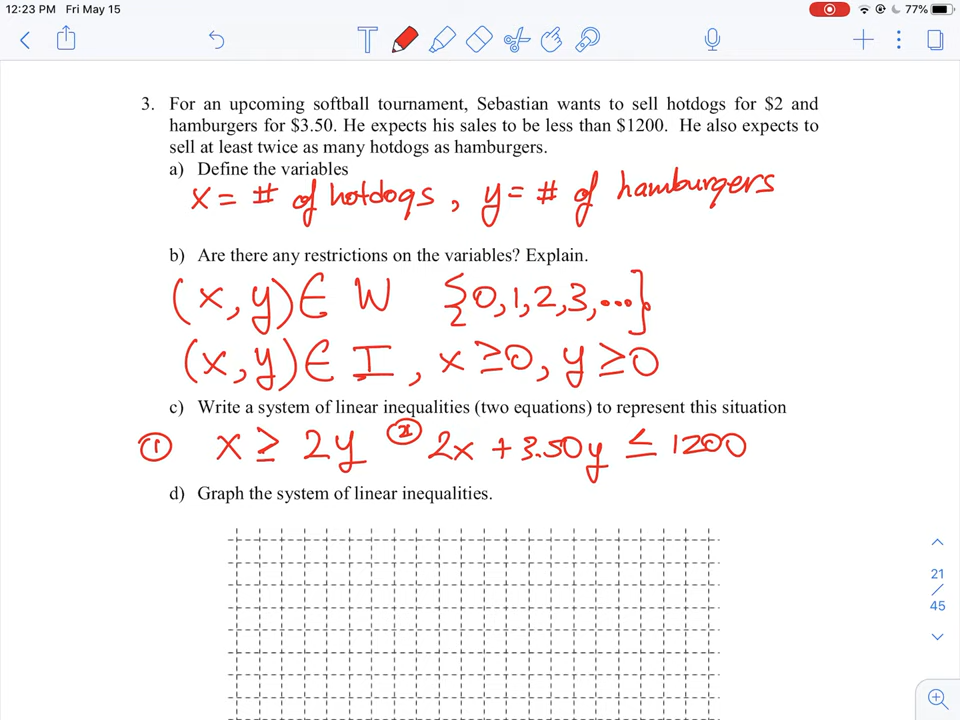 12:23 PM Fri May 15
77%
3. For an upcoming softball tournament, Sebastian wants to sell hotdogs for $2 and
hamburgers for $3.50. He expects his sales to be less than $1200. He also expects to
sell at least twice as many hotdogs as hamburgers.
a) Define the variables
x = # of hotdogs, y = # of hamburgers
b) Are there any restrictions on the variables? Explain.
(x,y) ∈ W {0,1,2,3,...}
(x,y) ∈ I, x ≥ 0, y ≥ 0
c) Write a system of linear inequalities (two equations) to represent this situation
① x ≥ 2y ② 2x + 3.50y ≤ 1200
d) Graph the system of linear inequalities.
21
/
45